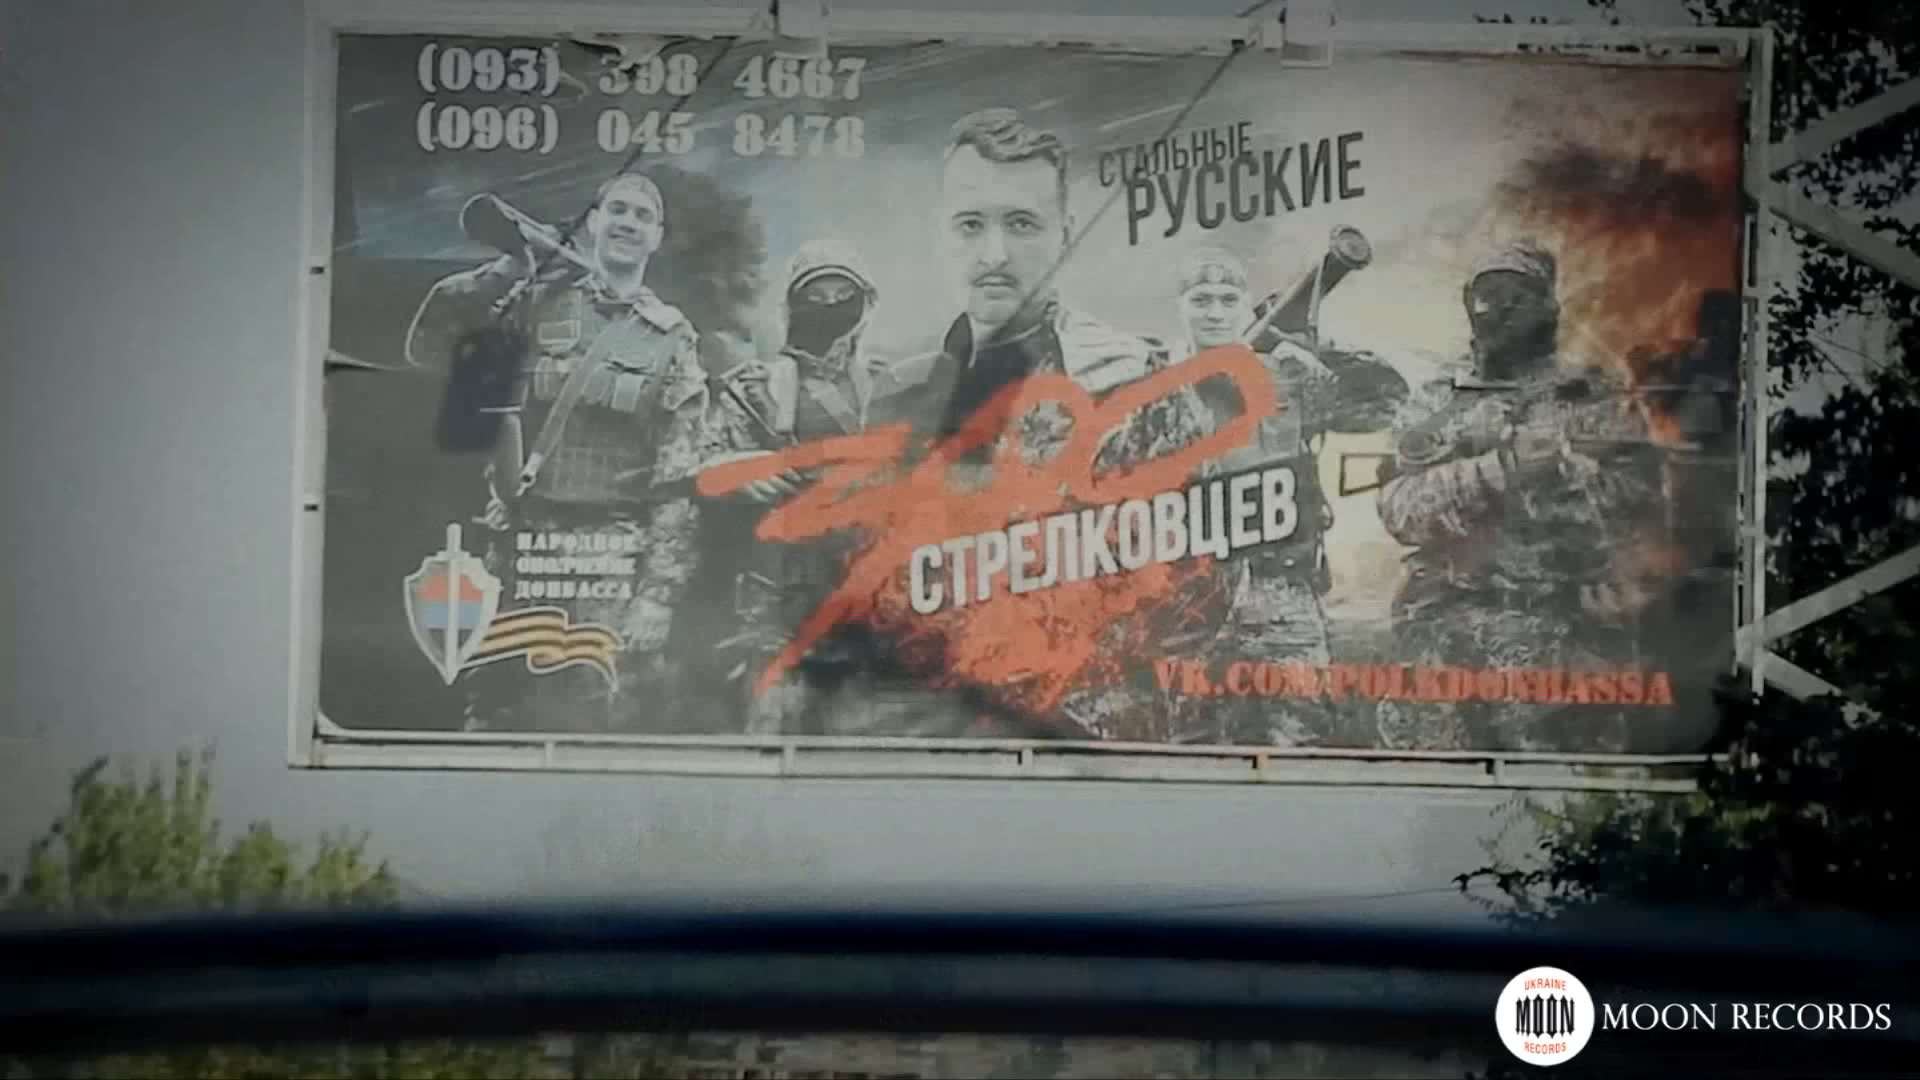 (093) 398 4667
(096) 045 8478
СТАЛЬНЫЕ
РУССКИЕ
300
СТРЕЛКОВЦЕВ
НАРОДНОЕ
ОПОЛЧЕНИЕ
ДОНБАССА
VK.COM/POLKDONBASSA
UKRAINE
MOON
RECORDS
MOON RECORDS